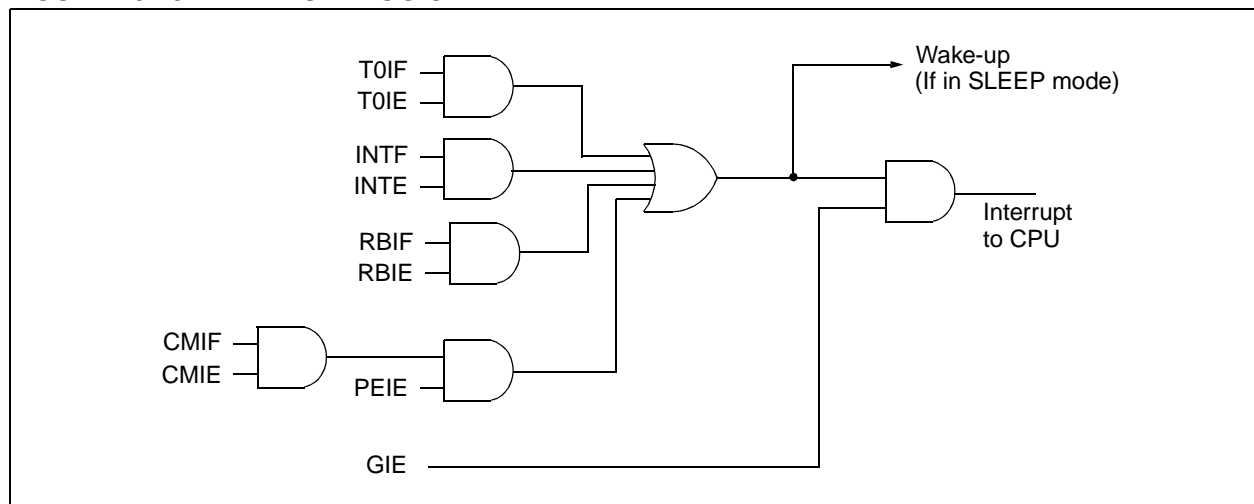 T0IF
T0IE
INTF
INTE
RBIF
RBIE
CMIF
CMIE
PEIE
GIE
Wake-up
(If in SLEEP mode)
Interrupt
to CPU